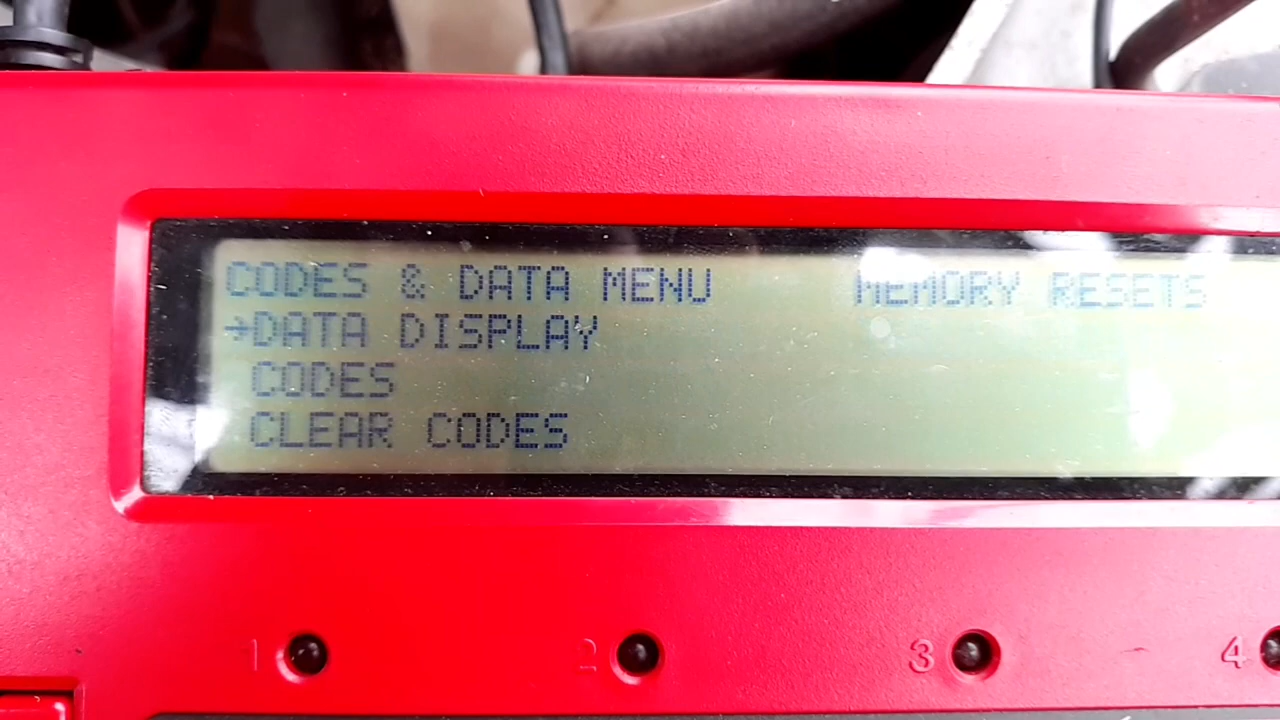 CODES & DATA MENU MEMORY RESETS
→DATA DISPLAY
CODES
CLEAR CODES
1 2 3 4